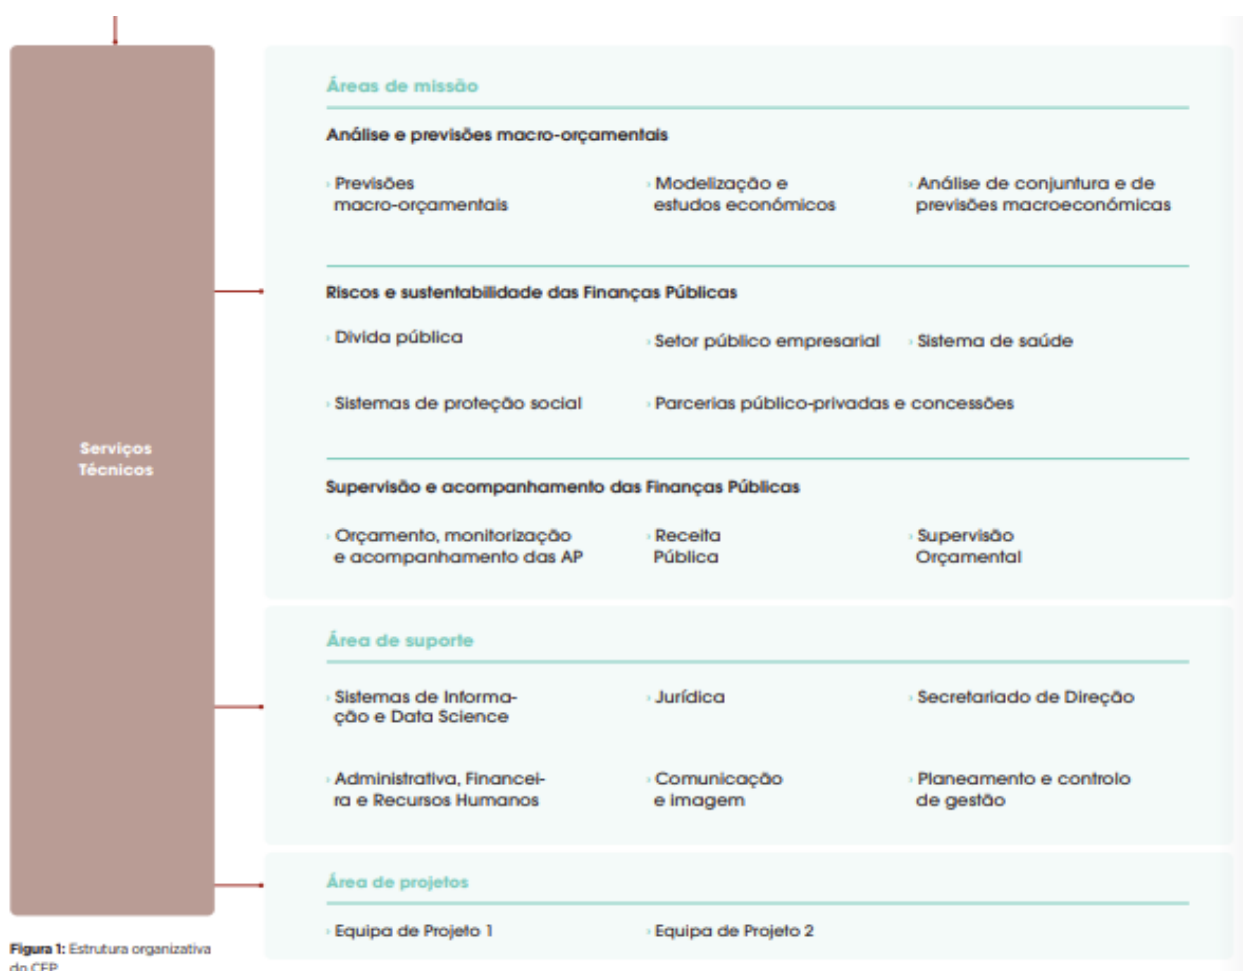 Áreas de missão
Análise e previsões macro-orçamentais
› Previsões
macro-orçamentais
› Modelização e
estudos económicos
› Análise de conjuntura e de
previsões macroeconómicas
Riscos e sustentabilidade das Finanças Públicas
› Dívida pública
› Setor público empresarial
› Sistema de saúde
› Sistemas de proteção social
› Parcerias público-privadas e concessões
Serviços
Técnicos
Supervisão e acompanhamento das Finanças Públicas
› Orçamento, monitorização
e acompanhamento das AP
› Receita
Pública
› Supervisão
Orçamental
Área de suporte
› Sistemas de Informa-
ção e Data Science
› Jurídica
› Secretariado de Direção
› Administrativa, Financei-
ra e Recursos Humanos
› Comunicação
e imagem
› Planeamento e controlo
de gestão
Área de projetos
› Equipa de Projeto 1
› Equipa de Projeto 2
Figura 1: Estrutura organizativa
do CFP